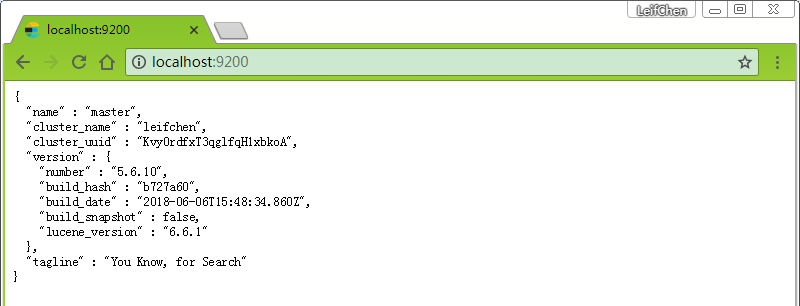 LeifChen
localhost:9200
localhost:9200
{
  "name" : "master",
  "cluster_name" : "leifchen",
  "cluster_uuid" : "KvyOrdfxT3qglfqH1xbkoA",
  "version" : {
    "number" : "5.6.10",
    "build_hash" : "b727a60",
    "build_date" : "2018-06-06T15:48:34.860Z",
    "build_snapshot" : false,
    "lucene_version" : "6.6.1"
  },
  "tagline" : "You Know, for Search"
}